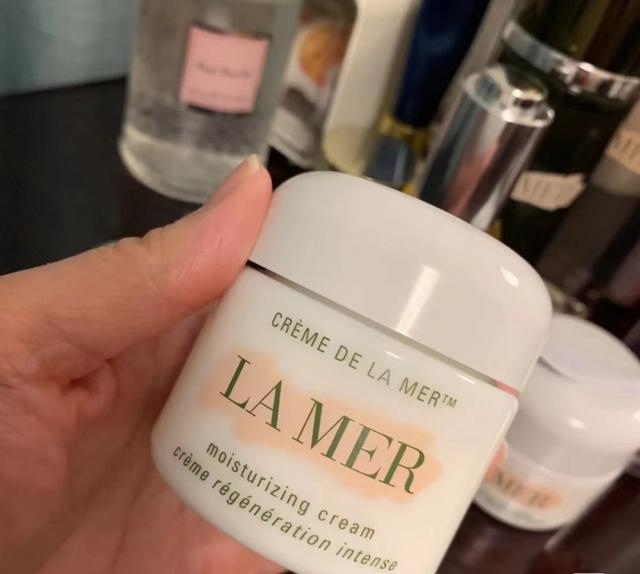 CRÈME DE LA MER™
LA MER
moisturizing cream
crème régénération intense